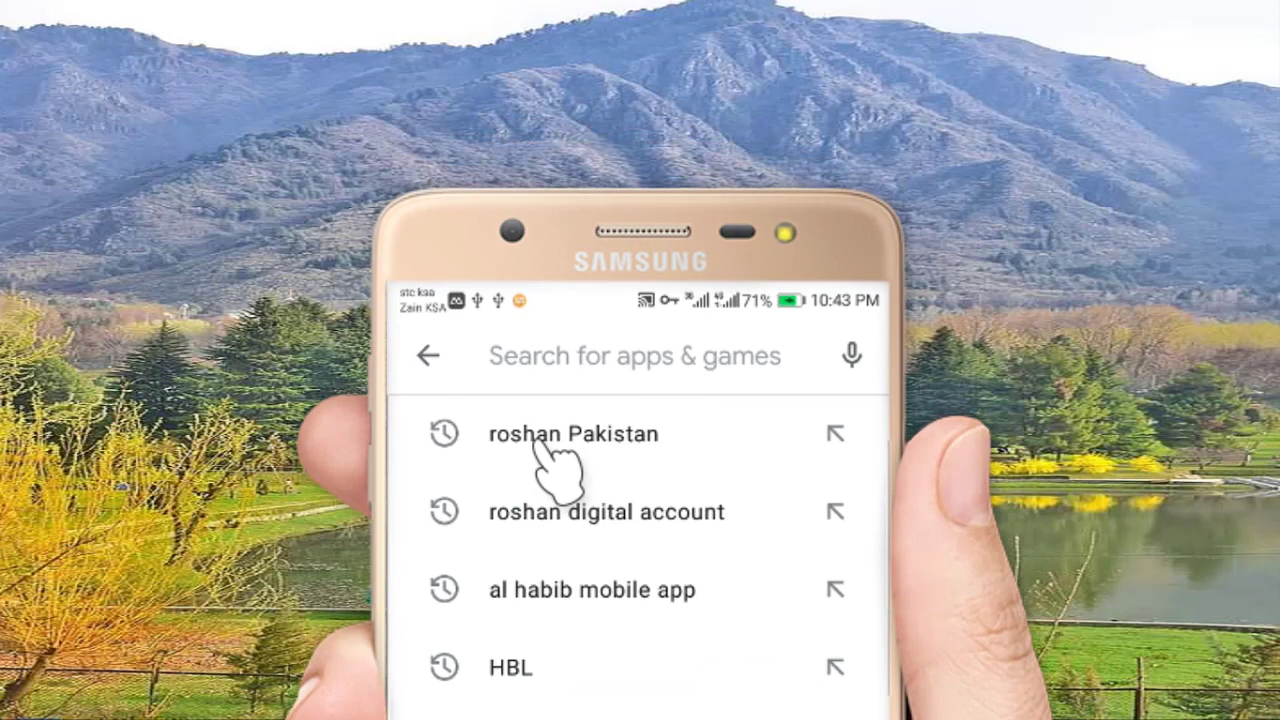 SAMSUNG
stc ksa
Zain KSA
71% 10:43 PM
Search for apps & games
roshan Pakistan
roshan digital account
al habib mobile app
HBL